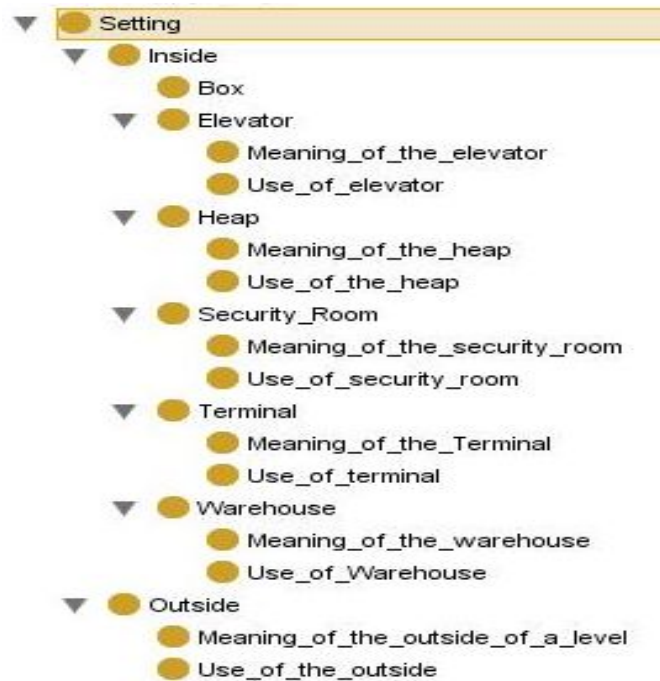 Setting
Inside
Box
Elevator
Meaning_of_the_elevator
Use_of_elevator
Heap
Meaning_of_the_heap
Use_of_the_heap
Security_Room
Meaning_of_the_security_room
Use_of_security_room
Terminal
Meaning_of_the_Terminal
Use_of_terminal
Warehouse
Meaning_of_the_warehouse
Use_of_Warehouse
Outside
Meaning_of_the_outside_of_a_level
Use_of_the_outside